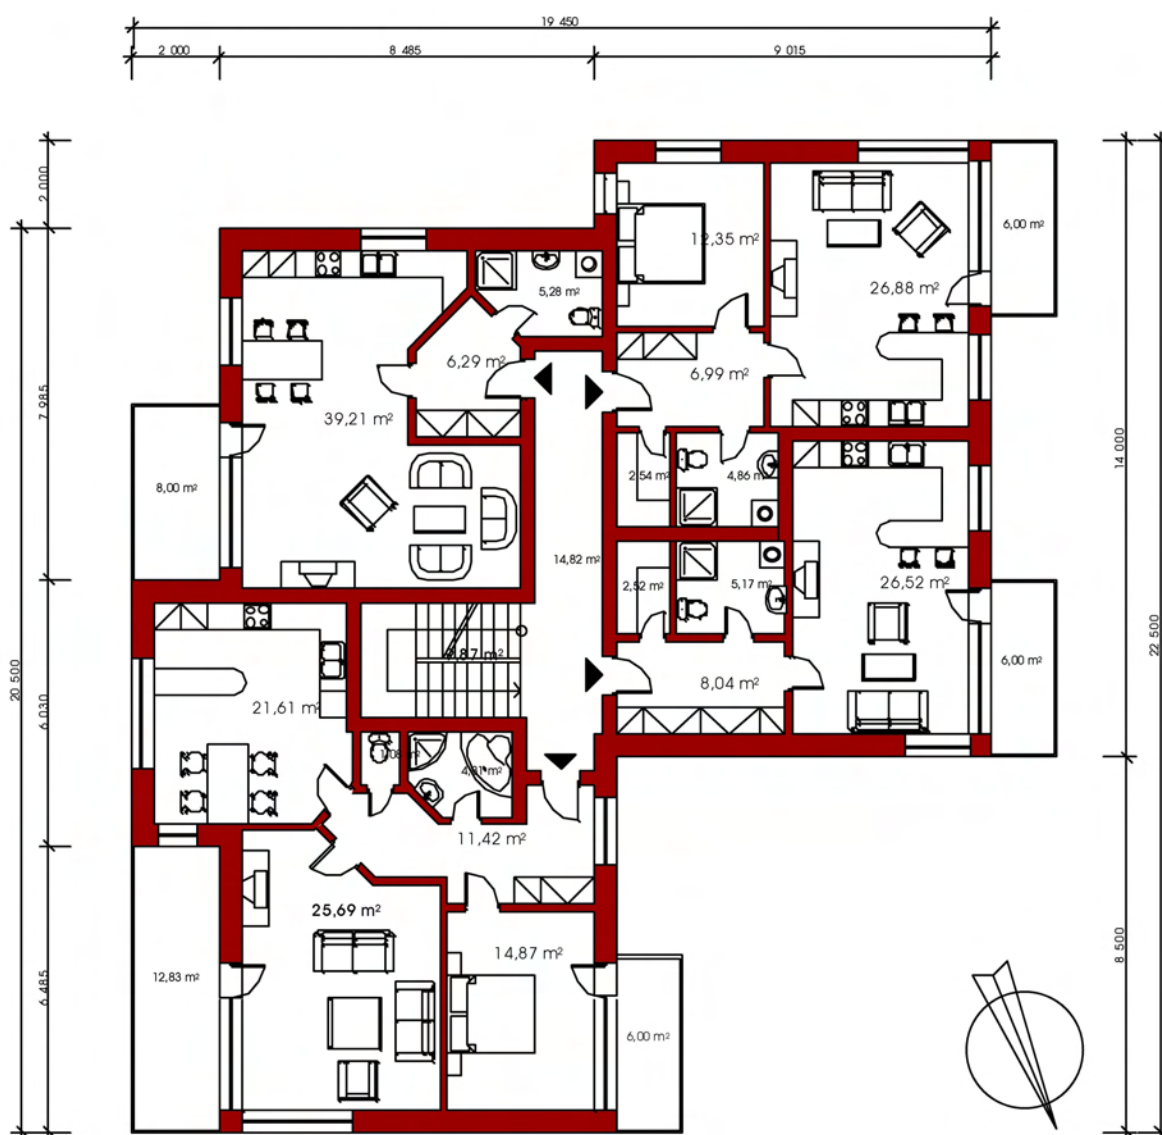 19 450
2 000
8 485
9 015
2 000
12,35 m²
6,00 m²
5,28 m²
26,88 m²
6,29 m²
6,99 m²
7 985
39,21 m²
14 000
8,00 m²
2,54 m²
4,86 m²
14,82 m²
2,52 m²
5,17 m²
26,52 m²
20 500
6 030
22 500
6,00 m²
8,04 m²
21,61 m²
11,42 m²
25,69 m²
14,87 m²
8 500
12,83 m²
6 485
6,00 m²